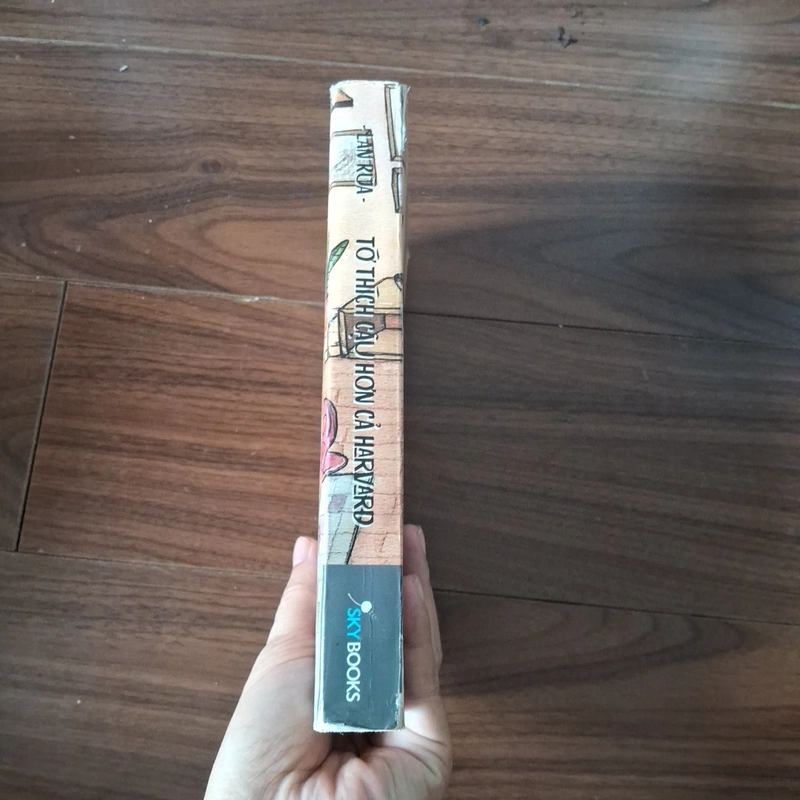 -LAN RÙA-
TỚ THÍCH CẬU HƠN CẢ HARVARD
SKYBOOKS